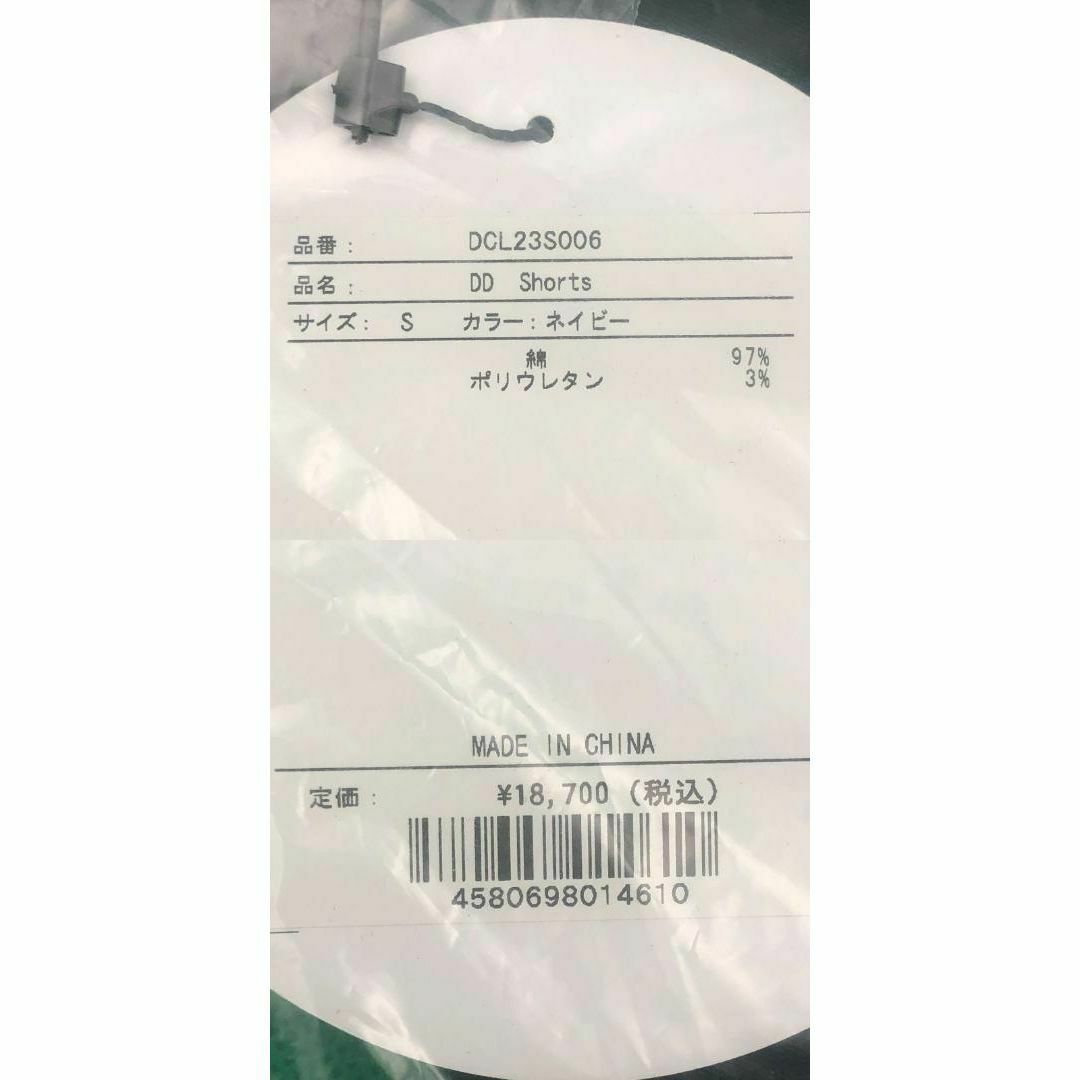 品番： DCL23S006
品名： DD Shorts
サイズ： S カラー：ネイビー
綿 97%
ポリウレタン 3%
MADE IN CHINA
定価： ¥18,700 (税込)
4580698014610